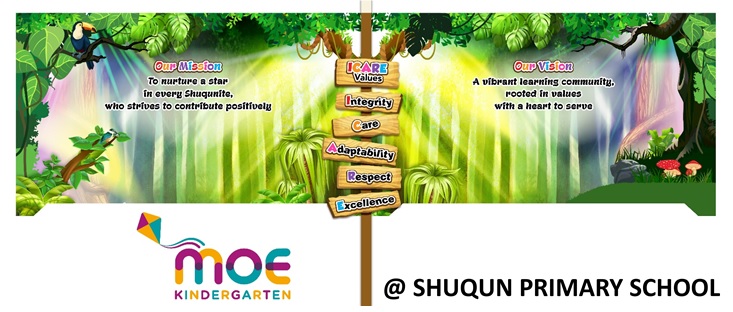 Our Mission
To nurture a star
in every Shuqunite,
who strives to contribute positively
ICARE
Values
Integrity
Care
Adaptability
Respect
Excellence
Our Vision
A vibrant learning community,
rooted in values
with a heart to serve
MOE
KINDERGARTEN
@ SHUQUN PRIMARY SCHOOL